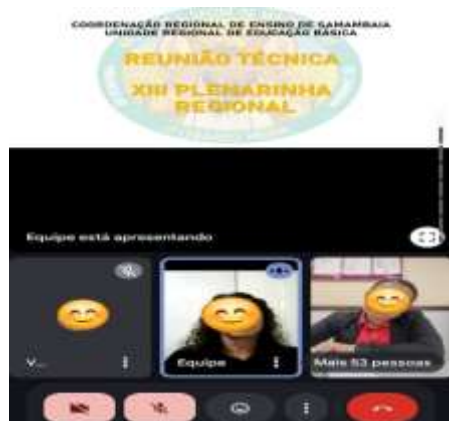 COORDENAÇÃO REGIONAL DE ENSINO DE SAMAMBAIA
UNIDADE REGIONAL DE EDUCAÇÃO BÁSICA
REUNIÃO TÉCNICA
XIII PLENARINHA
REGIONAL
Equipe está apresentando
V...
Equipe
Mais 53 pessoas